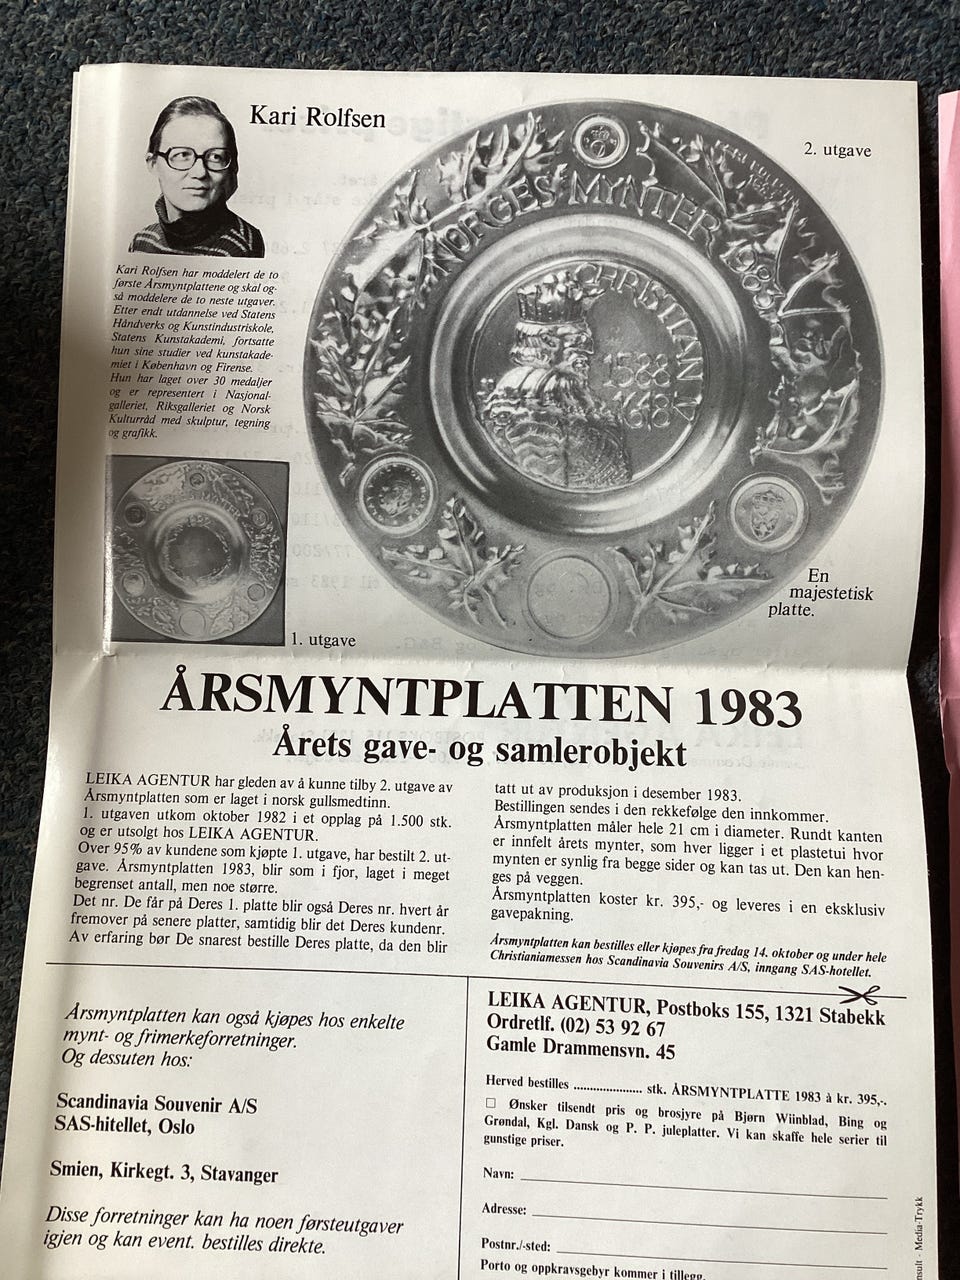 Kari Rolfsen
2. utgave
NORGES MYNTER
1983
CHRISTIAN IV
1588
1618
Kari Rolfsen har moddelert de to
første Årsmyntplattene og skal og-
så moddelere de to neste utgaver.
Etter endt utdannelse ved Statens
Håndverks og Kunstindustriskole,
Statens Kunstakademi, fortsatte
hun sine studier ved kunstakade-
miet i København og Firense.
Hun har laget over 30 medaljer
og er representert i Nasjonal-
galleriet, Riksgalleriet og Norsk
Kulturråd med skulptur, tegning
og grafikk.
1. utgave
En
majestetisk
platte.
ÅRSMYNTPLATTEN 1983
Årets gave- og samlerobjekt
LEIKA AGENTUR har gleden av å kunne tilby 2. utgave av
Årsmyntplatten som er laget i norsk gullsmedtinn.
1. utgaven utkom oktober 1982 i et opplag på 1.500 stk.
og er utsolgt hos LEIKA AGENTUR.
Over 95% av kundene som kjøpte 1. utgave, har bestilt 2. ut-
gave. Årsmyntplatten 1983, blir som i fjor, laget i meget
begrenset antall, men noe større.
Det nr. De får på Deres 1. platte blir også Deres nr. hvert år
fremover på senere platter, samtidig blir det Deres kundenr.
Av erfaring bør De snarest bestille Deres platte, da den blir
tatt ut av produksjon i desember 1983.
Bestillingen sendes i den rekkefølge den innkommer.
Årsmyntplatten måler hele 21 cm i diameter. Rundt kanten
er innfelt årets mynter, som hver ligger i et plastetui hvor
mynten er synlig fra begge sider og kan tas ut. Den kan hen-
ges på veggen.
Årsmyntplatten koster kr. 395,- og leveres i en eksklusiv
gavepakning.
Årsmyntplatten kan bestilles eller kjøpes fra fredag 14. oktober og under hele
Christianiamessen hos Scandinavia Souvenirs A/S, inngang SAS-hotellet.
Årsmyntplatten kan også kjøpes hos enkelte
mynt- og frimerkeforretninger.
Og dessuten hos:
Scandinavia Souvenir A/S
SAS-hitellet, Oslo
Smien, Kirkegt. 3, Stavanger
Disse forretninger kan ha noen førsteutgaver
igjen og kan event. bestilles direkte.
LEIKA AGENTUR, Postboks 155, 1321 Stabekk
Ordretlf. (02) 53 92 67
Gamle Drammensvn. 45
Herved bestilles ...................... stk. ÅRSMYNTPLATTE 1983 à kr. 395,-.
□ Ønsker tilsendt pris og brosjyre på Bjørn Wiinblad, Bing og
Grøndal, Kgl. Dansk og P. P. juleplatter. Vi kan skaffe hele serier til
gunstige priser.
Navn:
Adresse:
Postnr./-sted:
Porto og oppkravsgebyr kommer i tillegg.
Media-Trykk